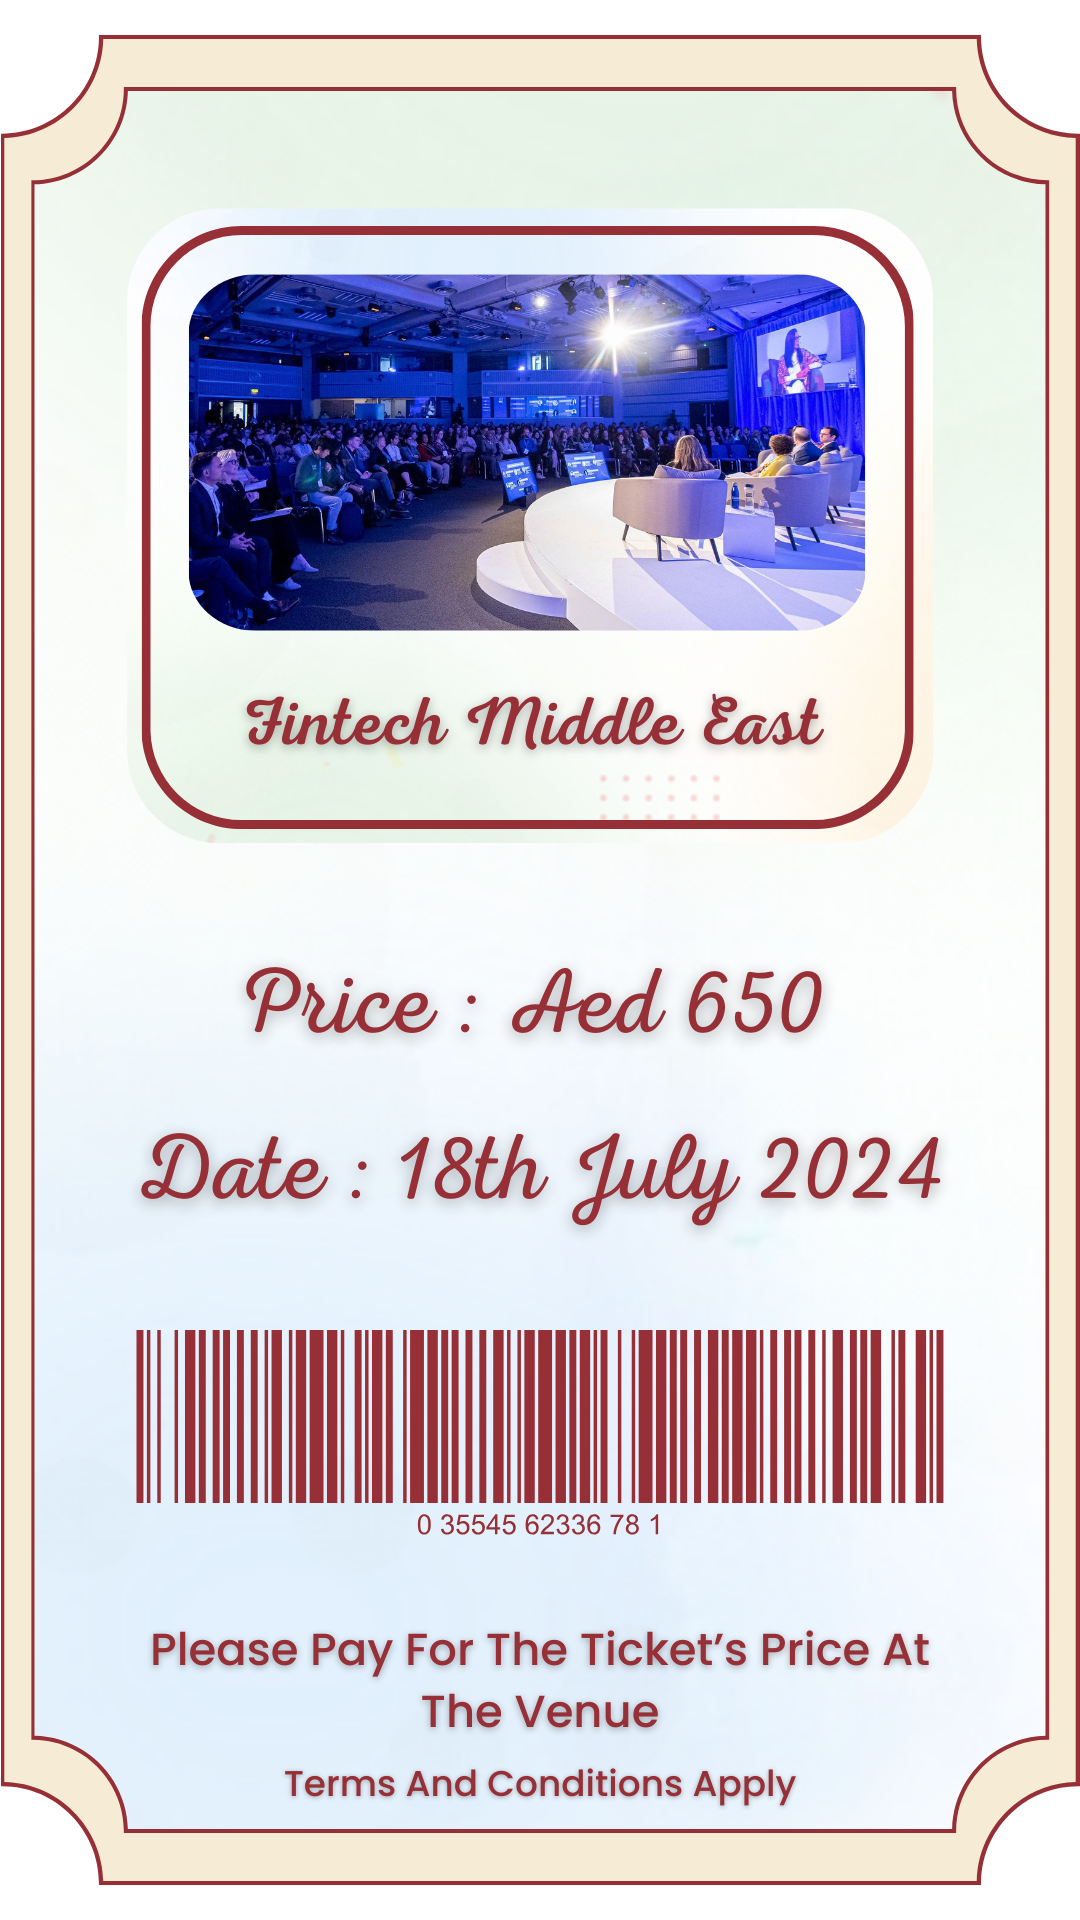 Fintech Middle East
Price : Aed 650
Date : 18th July 2024
0 35545 62336 78 1
Please Pay For The Ticket’s Price At
The Venue
Terms And Conditions Apply